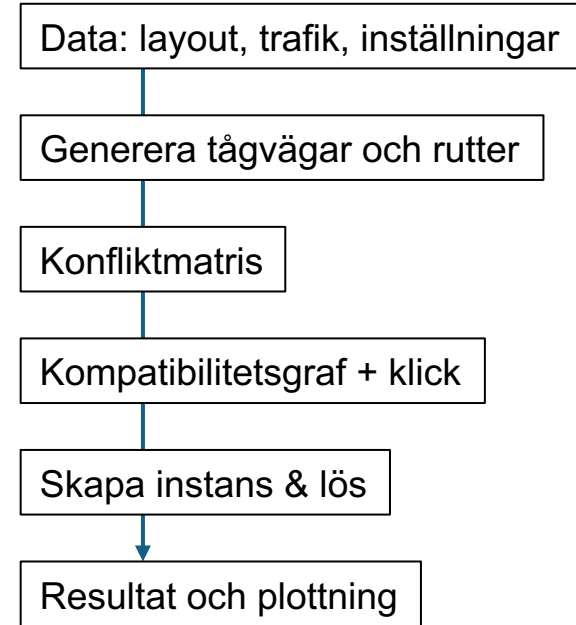 Data: layout, trafik, inställningar
Generera tågvägar och rutter
Konfliktmatris
Kompatibilitetsgraf + klick
Skapa instans & lös
Resultat och plottning